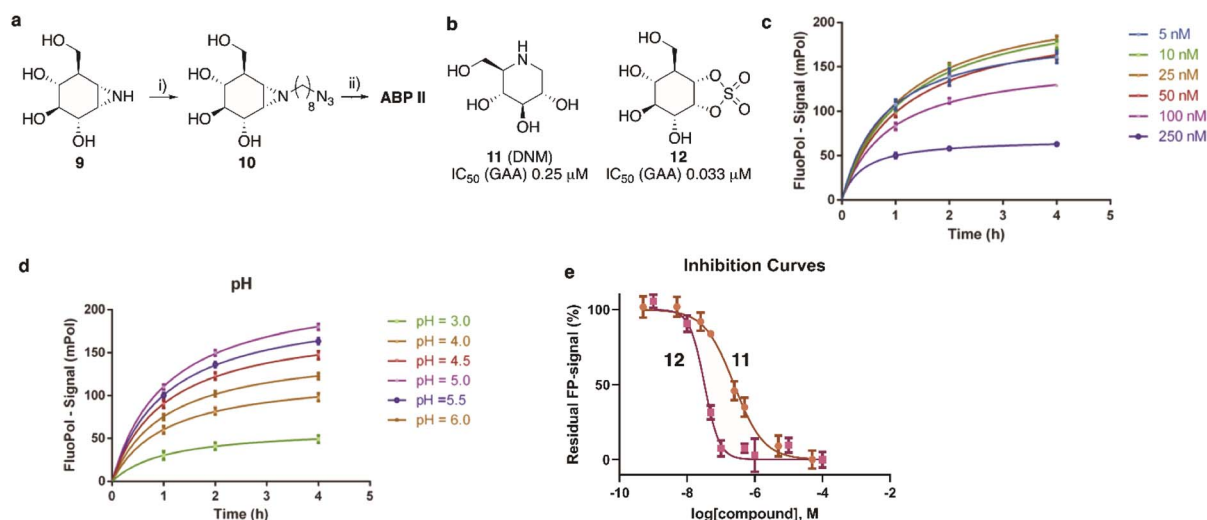 a
HO
HO
HO
OH
NH
9
i)
HO
HO
HO
OH
N
8
N3
10
ii)
ABP II
b
HO
H
N
HO
OH
OH
11 (DNM)
IC50 (GAA) 0.25 μM
HO
HO
HO
OH
O
O
S
O
O
12
IC50 (GAA) 0.033 μM
c
FluoPol - Signal (mPol)
200
150
100
50
0
0
1
2
3
4
5
Time (h)
5 nM
10 nM
25 nM
50 nM
100 nM
250 nM
d
pH
FluoPol - Signal (mPol)
200
150
100
50
0
0
1
2
3
4
5
Time (h)
pH = 3.0
pH = 4.0
pH = 4.5
pH = 5.0
pH =5.5
pH = 6.0
e
Inhibition Curves
Residual FP-signal (%)
100
50
0
12
11
-10
-8
-6
-4
-2
log[compound], M